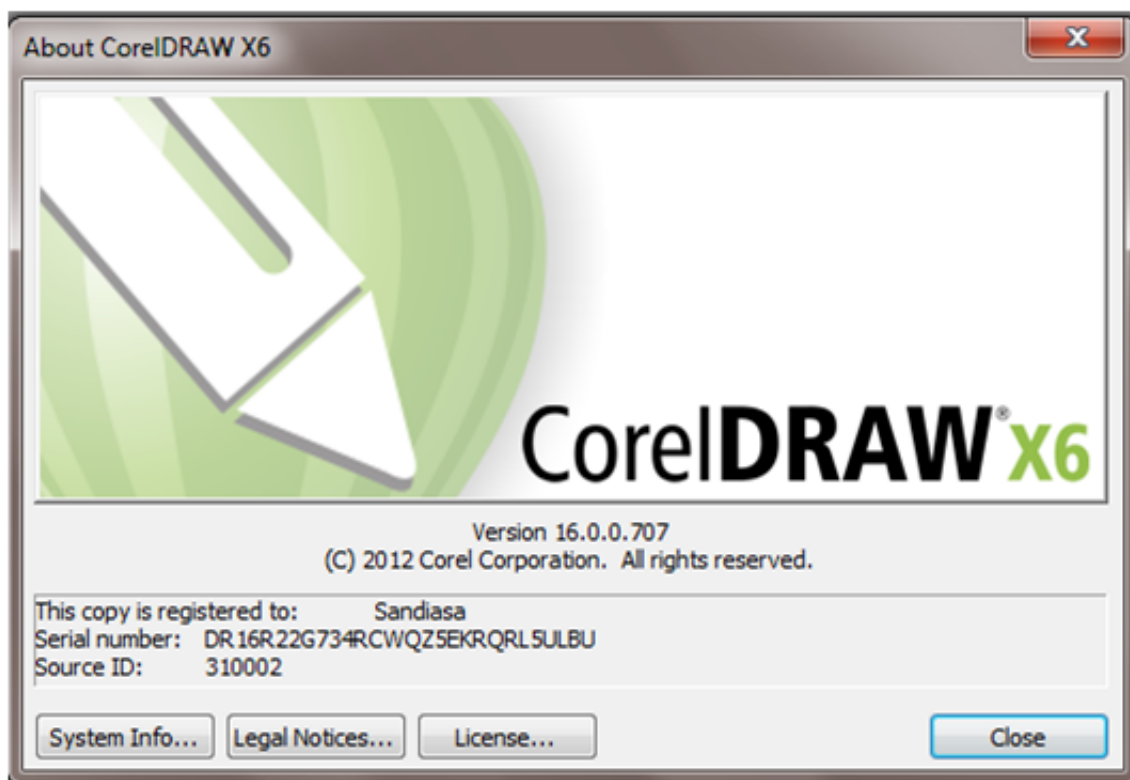 About CorelDRAW X6
CorelDRAW® X6
Version 16.0.0.707
(C) 2012 Corel Corporation. All rights reserved.
This copy is registered to: Sandiasa
Serial number: DR16R22G734RCWQZ5EKRQRL5ULBU
Source ID: 310002
System Info... Legal Notices... License... Close